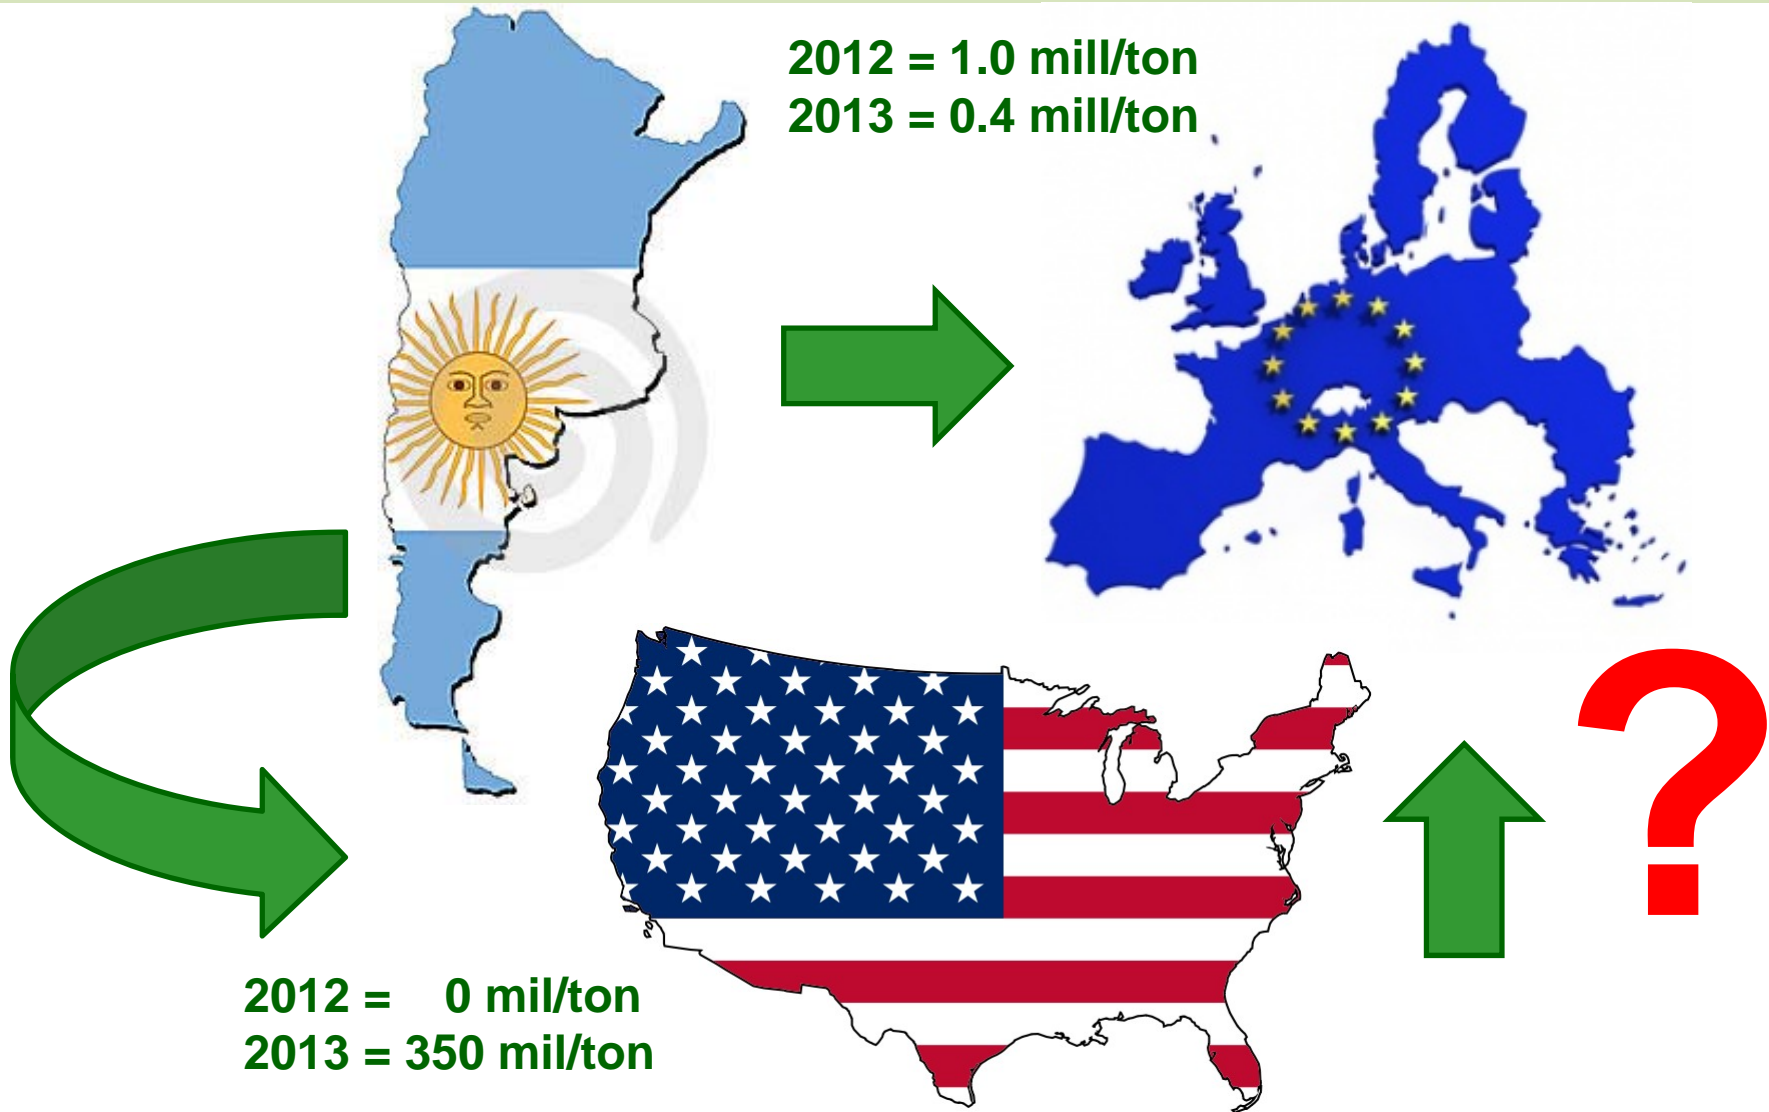 2012 = 1.0 mill/ton
2013 = 0.4 mill/ton
?
2012 = 0 mil/ton
2013 = 350 mil/ton